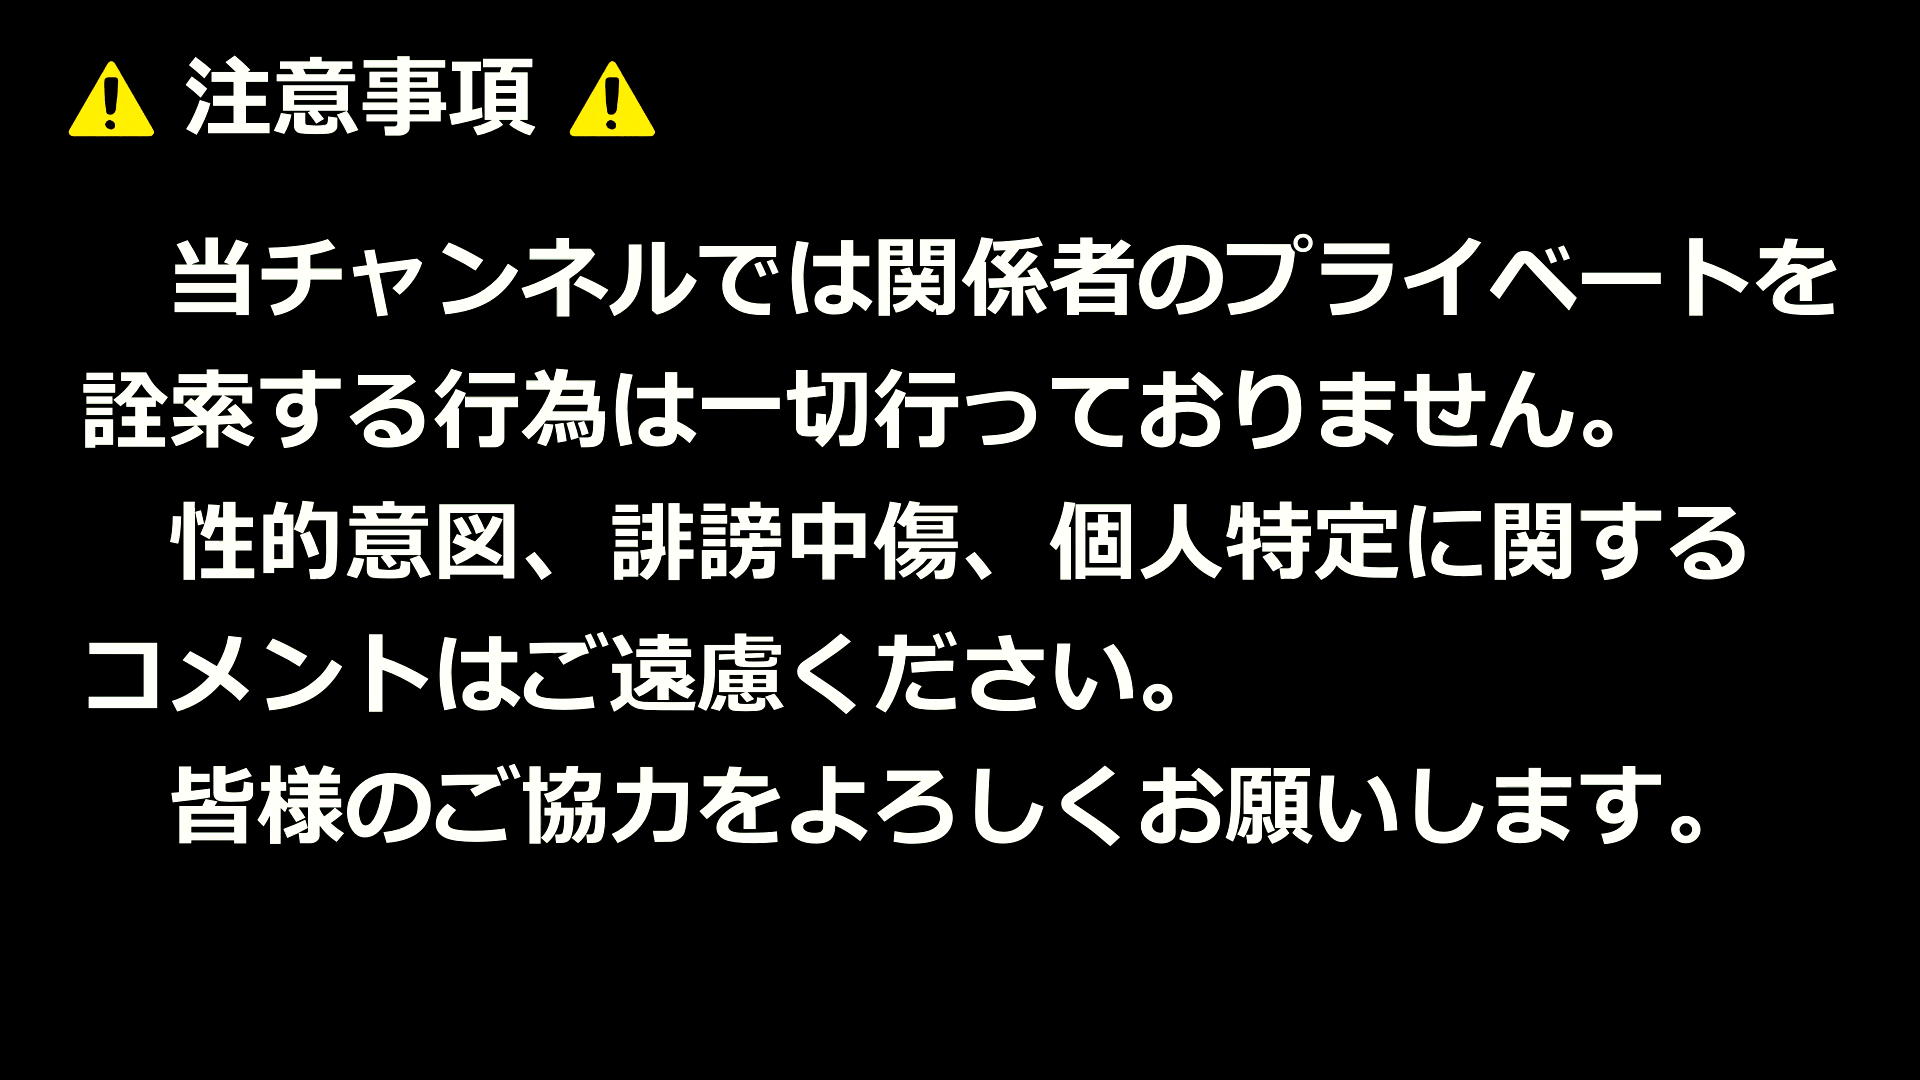 ⚠ 注意事項 ⚠
当チャンネルでは関係者のプライベートを
詮索する行為は一切行っておりません。
性的意図、誹謗中傷、個人特定に関する
コメントはご遠慮ください。
皆様のご協力をよろしくお願いします。